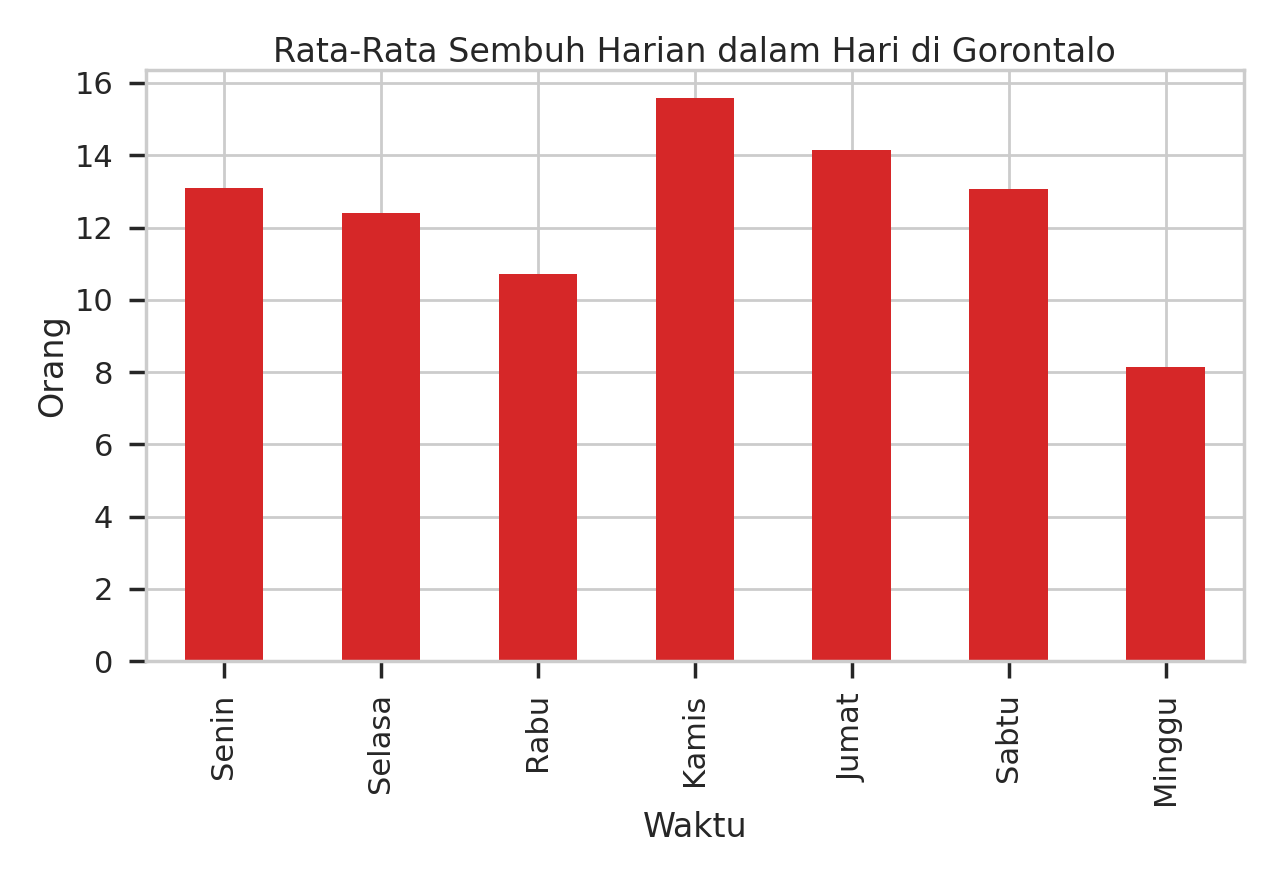 Rata-Rata Sembuh Harian dalam Hari di Gorontalo
16
14
12
10
8
6
4
2
0
Orang
Senin
Selasa
Rabu
Kamis
Jumat
Sabtu
Minggu
Waktu